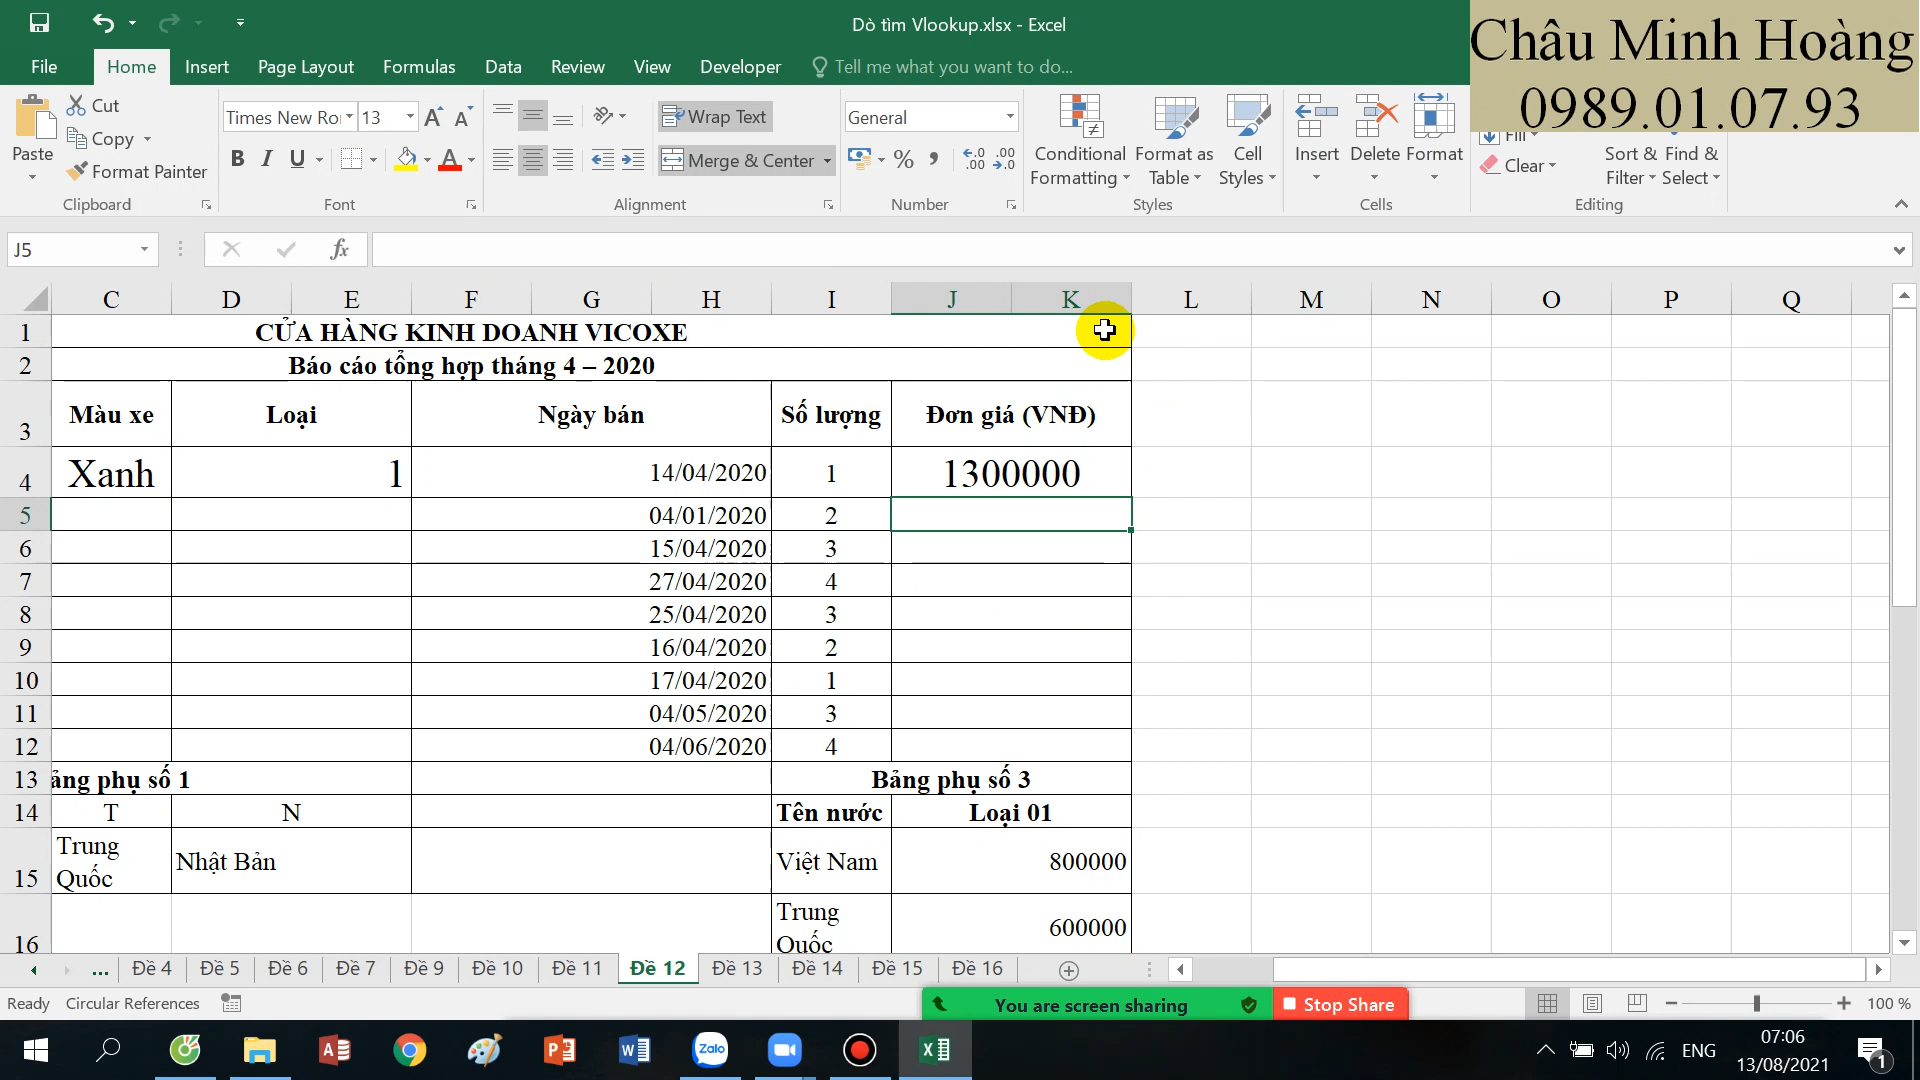 Dò tìm Vlookup.xlsx - Excel
Châu Minh Hoàng
0989.01.07.93
File Home Insert Page Layout Formulas Data Review View Developer Tell me what you want to do...
Paste
Cut
Copy
Format Painter
Clipboard
Times New Ro 13
B I U
Font
Wrap Text
Merge & Center
Alignment
General
Number
Conditional Formatting
Format as Table
Cell Styles
Styles
Insert Delete Format
Cells
Fill
Clear
Sort & Filter
Find & Select
Editing
J5 fx
C D E F G H I J K L M N O P Q
1 CỬA HÀNG KINH DOANH VICOXE
2 Báo cáo tổng hợp tháng 4 – 2020
3 Màu xe Loại Ngày bán Số lượng Đơn giá (VNĐ)
4 Xanh 1 14/04/2020 1 1300000
5 04/01/2020 2
6 15/04/2020 3
7 27/04/2020 4
8 25/04/2020 3
9 16/04/2020 2
10 17/04/2020 1
11 04/05/2020 3
12 04/06/2020 4
13 ảng phụ số 1 Bảng phụ số 3
14 T N Tên nước Loại 01
15 Trung Quốc Nhật Bản Việt Nam 800000
16 Trung Quốc 600000
... Đề 4 Đề 5 Đề 6 Đề 7 Đề 9 Đề 10 Đề 11 Đề 12 Đề 13 Đề 14 Đề 15 Đề 16
Ready Circular References
You are screen sharing Stop Share
100 %
Zalo
ENG
07:06
13/08/2021
1